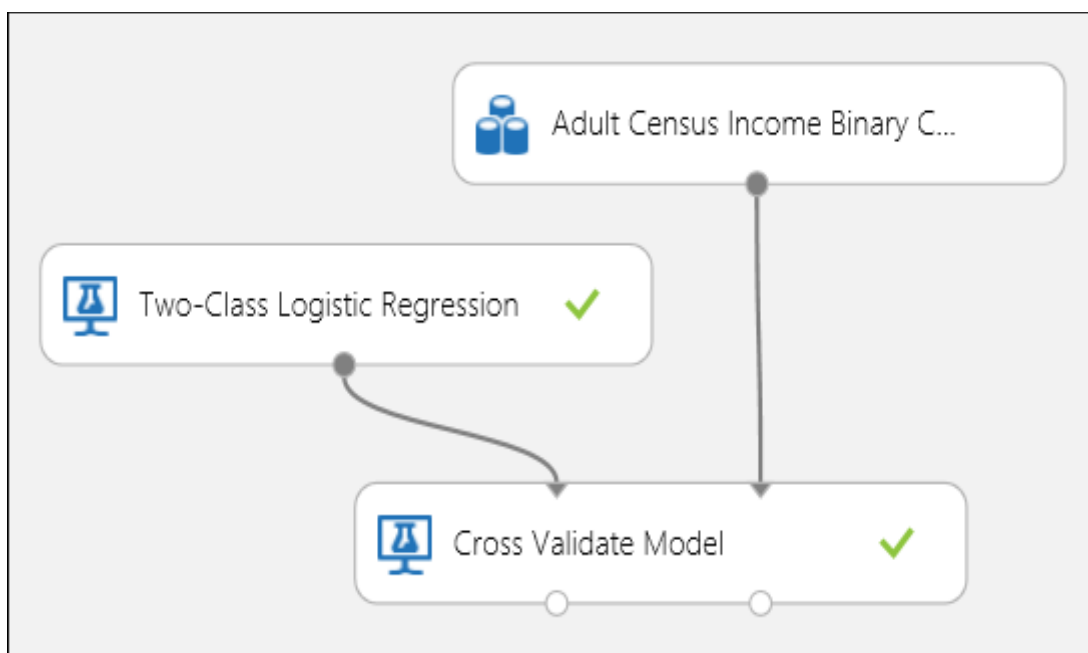 Adult Census Income Binary C...
Two-Class Logistic Regression
Cross Validate Model